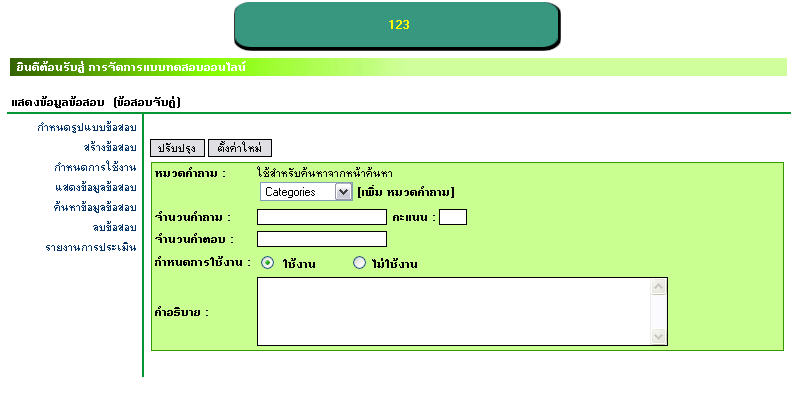 123
ยินดีต้อนรับสู่ การจัดการแบบทดสอบออนไลน์
แสดงข้อมูลข้อสอบ (ข้อสอบจับคู่)
กำหนดรูปแบบข้อสอบ
สร้างข้อสอบ
กำหนดการใช้งาน
แสดงข้อมูลข้อสอบ
ค้นหาข้อมูลข้อสอบ
ลบข้อสอบ
รายงานการประเมิน
ปรับปรุง ตั้งค่าใหม่
หมวดคำถาม : ใช้สำหรับค้นหาจากหน้าค้นหา
Categories [เพิ่ม หมวดคำถาม]
จำนวนคำถาม : คะแนน :
จำนวนคำตอบ :
กำหนดการใช้งาน : ใช้งาน ไม่ใช้งาน
คำอธิบาย :